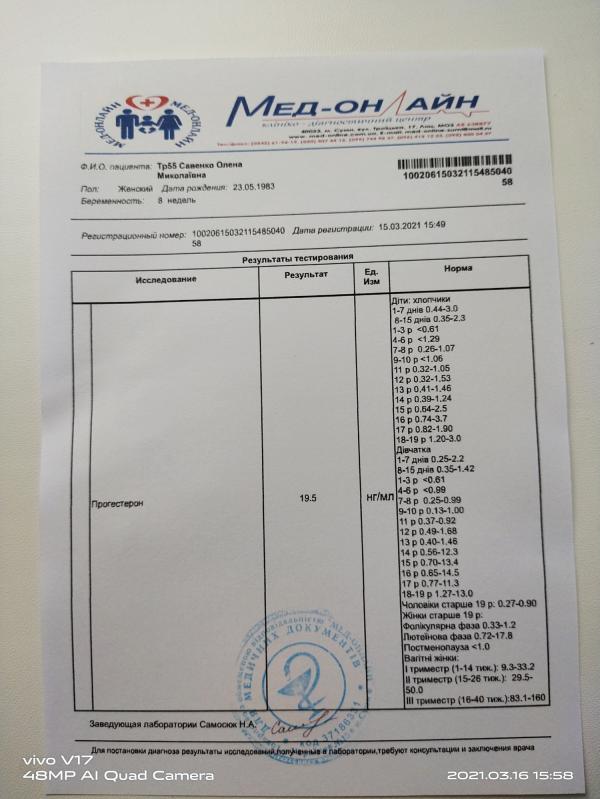 МЕДОНЛАЙН МЕД-ОНЛАЙН
МЕД-ОНЛАЙН
клініко - діагностичний центр
Ф.И.О. пациента: Тр55 Савенко Олена
Миколаївна
Пол: Женский Дата рождения: 23.05.1983
Беременность: 8 недель
10020615032115485040
58
Регистрационный номер: 10020615032115485040 Дата регистрации: 15.03.2021 15:49
58
Результаты тестирования
Исследование Результат Ед. Изм Норма
Прогестерон 19.5 нг/мл
Діти: хлопчики
1-7 днів 0.44-3.0
8-15 днів 0.35-2.3
1-3 р <0.61
4-6 р <1.29
7-8 р 0.26-1.07
9-10 р <1.06
11 р 0.32-1.05
12 р 0.32-1.53
13 р 0.41-1.46
14 р 0.39-1.24
15 р 0.64-2.5
16 р 0.74-3.7
17 р 0.82-1.90
18-19 р 1.20-3.0
Дівчатка
1-7 днів 0.25-2.2
8-15 днів 0.35-1.42
1-3 р <0.61
4-6 р <0.99
7-8 р 0.25-0.99
9-10 р 0.13-1.00
11 р 0.37-0.92
12 р 0.49-1.68
13 р 0.40-1.46
14 р 0.56-12.3
15 р 0.70-13.4
16 р 0.65-14.5
17 р 0.77-11.3
18-19 р 1.27-13.0
Чоловіки старше 19 р: 0.27-0.90
Жінки старше 19 р:
Фолікулярна фаза 0.33-1.2
Лютеїнова фаза 0.72-17.8
Постменопауза <1.0
Вагітні жінки:
I триместр (1-14 тиж.): 9.3-33.2
II триместр (15-26 тиж.): 29.5-
50.0
III триместр (16-40 тиж.):83.1-160
МЕДИЧНИХ ДОКУМЕНТІВ
код 37186351
Заведующая лаборатории Самосюк Н.А.
Для постановки диагноза результаты исследований,полученные в лаборатории,требуют консультации и заключения врача
vivo V17
48MP AI Quad Camera
2021.03.16 15:58